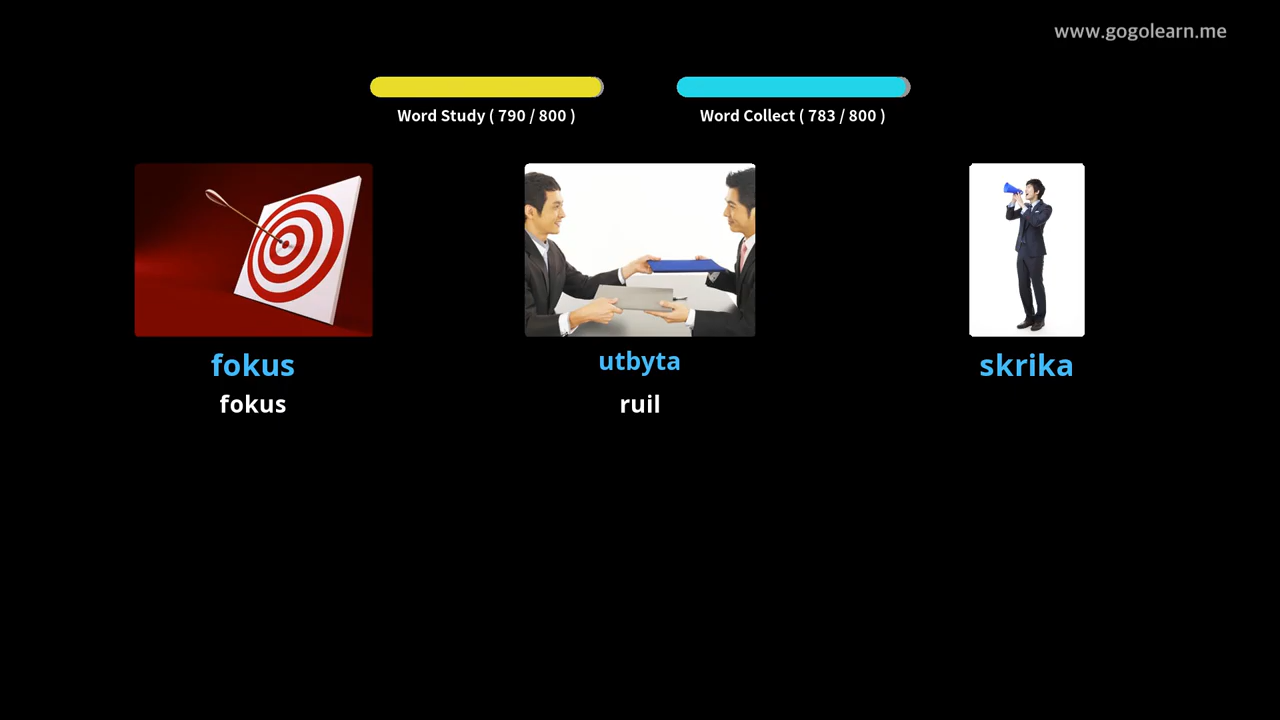 www.gogolearn.me
Word Study ( 790 / 800 )
Word Collect ( 783 / 800 )
fokus
utbyta
skrika
fokus
ruil